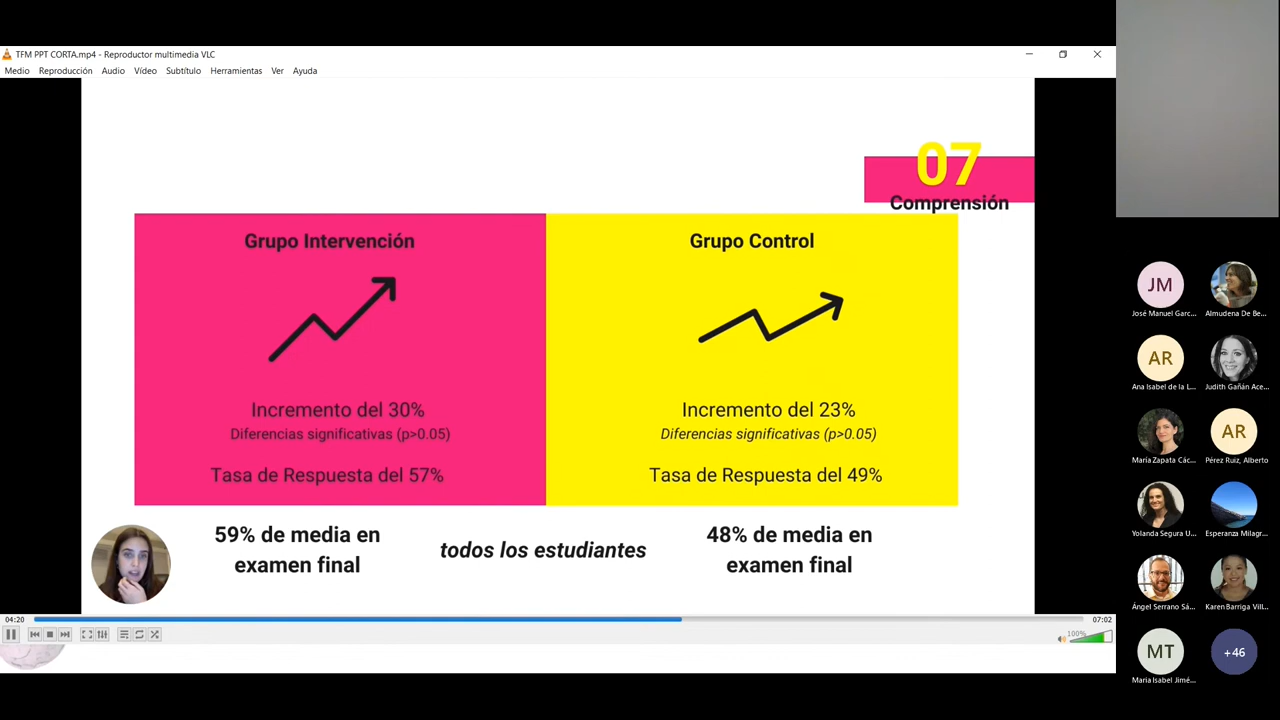 TFM PPT CORTA.mp4 - Reproductor multimedia VLC
Medio Reproducción Audio Vídeo Subtítulo Herramientas Ver Ayuda
07
Comprensión
Grupo Intervención
Incremento del 30%
Diferencias significativas (p>0.05)
Tasa de Respuesta del 57%
Grupo Control
Incremento del 23%
Diferencias significativas (p>0.05)
Tasa de Respuesta del 49%
59% de media en
examen final
todos los estudiantes
48% de media en
examen final
04:20
07:02
100%
JM
José Manuel Garc...
Almudena De Be...
AR
Ana Isabel de la L...
Judith Gañán Ace...
María Zapata Các...
AR
Pérez Ruiz, Alberto
Yolanda Segura U...
Esperanza Milagr...
Ángel Serrano Sá...
Karen Barriga Vill...
MT
Maria Isabel Jimé...
+46